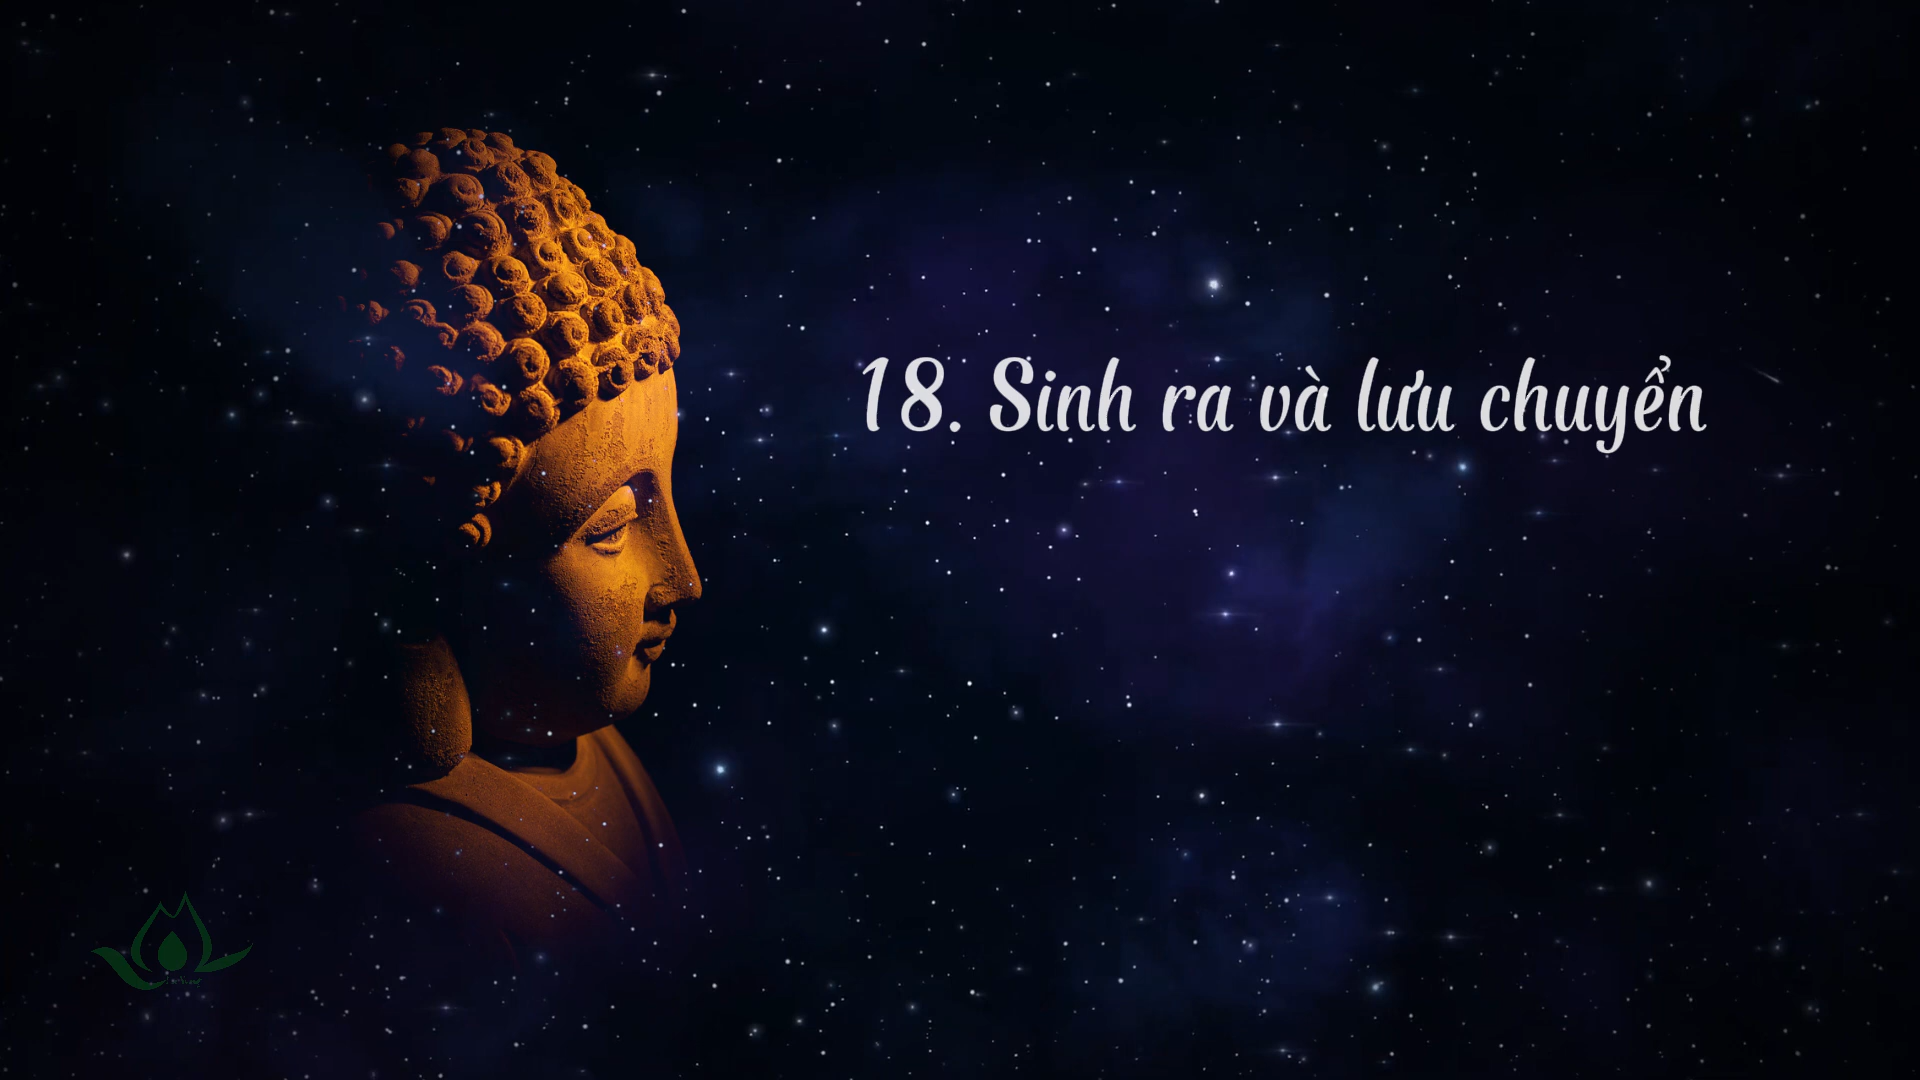 18. Sinh ra và lưu chuyển